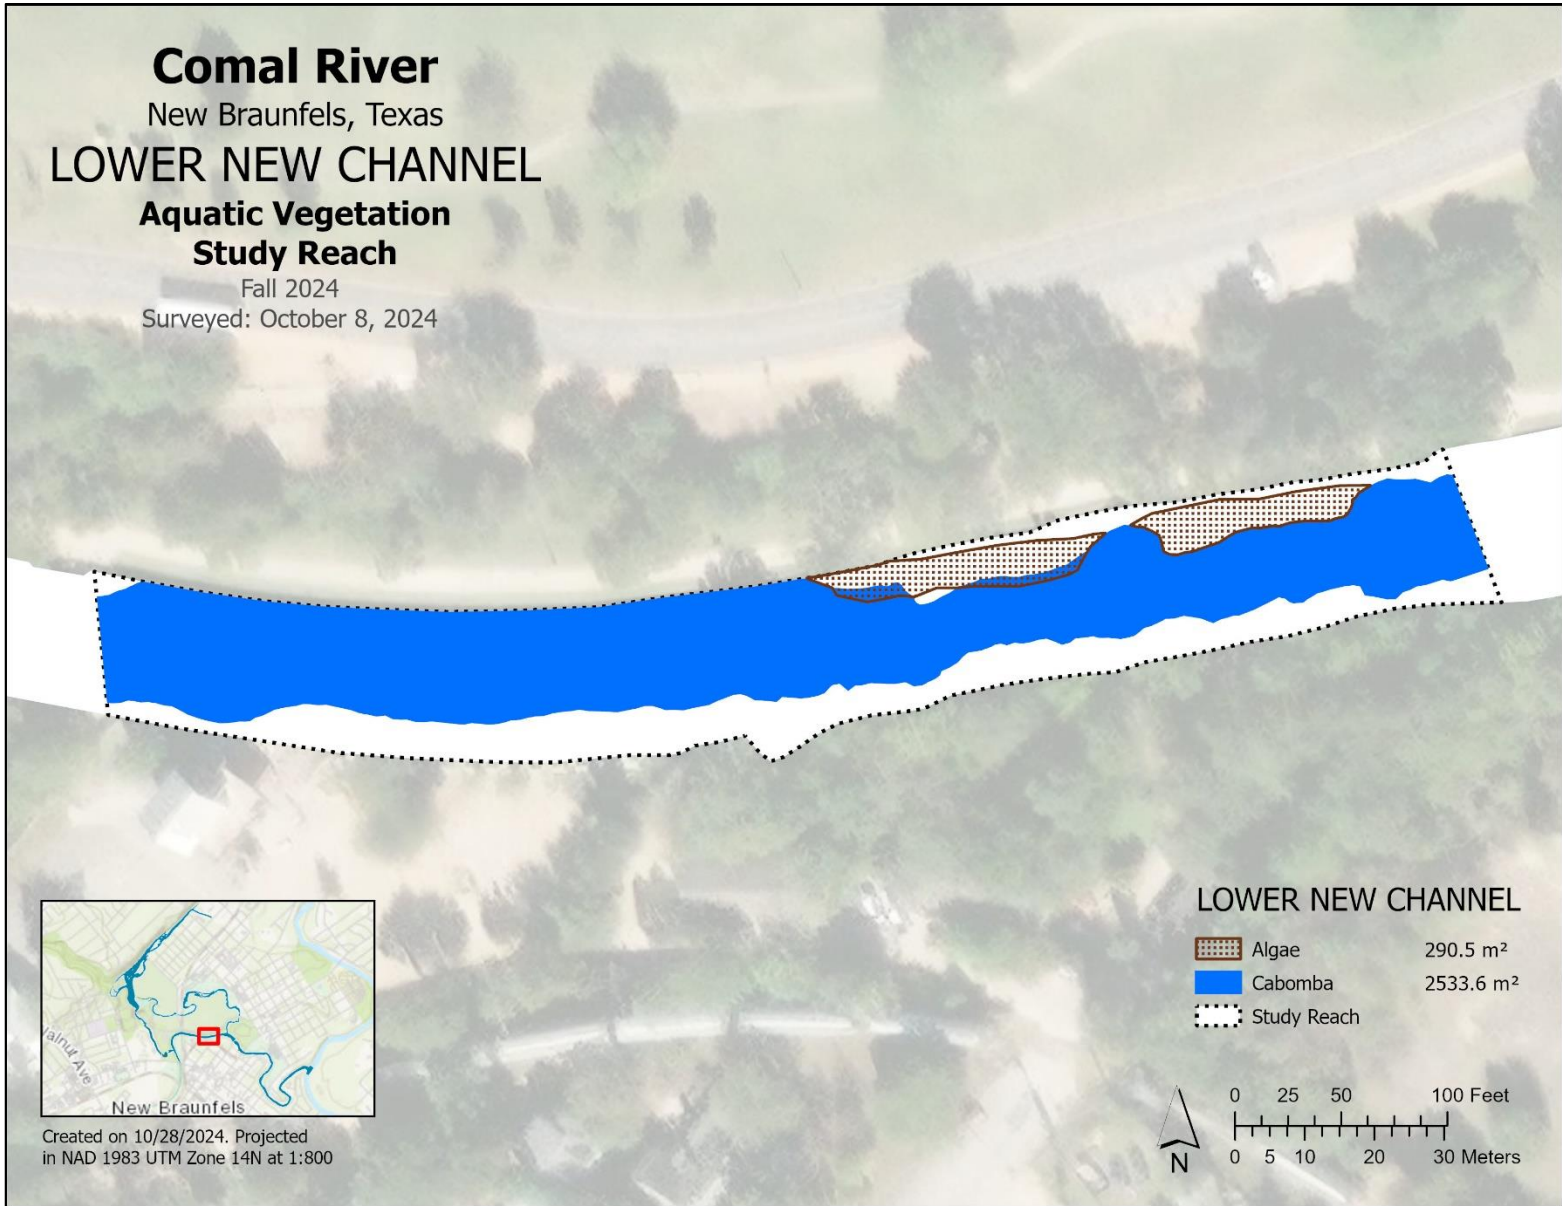 Comal River
New Braunfels, Texas
LOWER NEW CHANNEL
Aquatic Vegetation
Study Reach
Fall 2024
Surveyed: October 8, 2024
LOWER NEW CHANNEL
Algae 290.5 m²
Cabomba 2533.6 m²
Study Reach
alnut Ave
New Braunfels
Created on 10/28/2024. Projected
in NAD 1983 UTM Zone 14N at 1:800
N
0 25 50 100 Feet
0 5 10 20 30 Meters